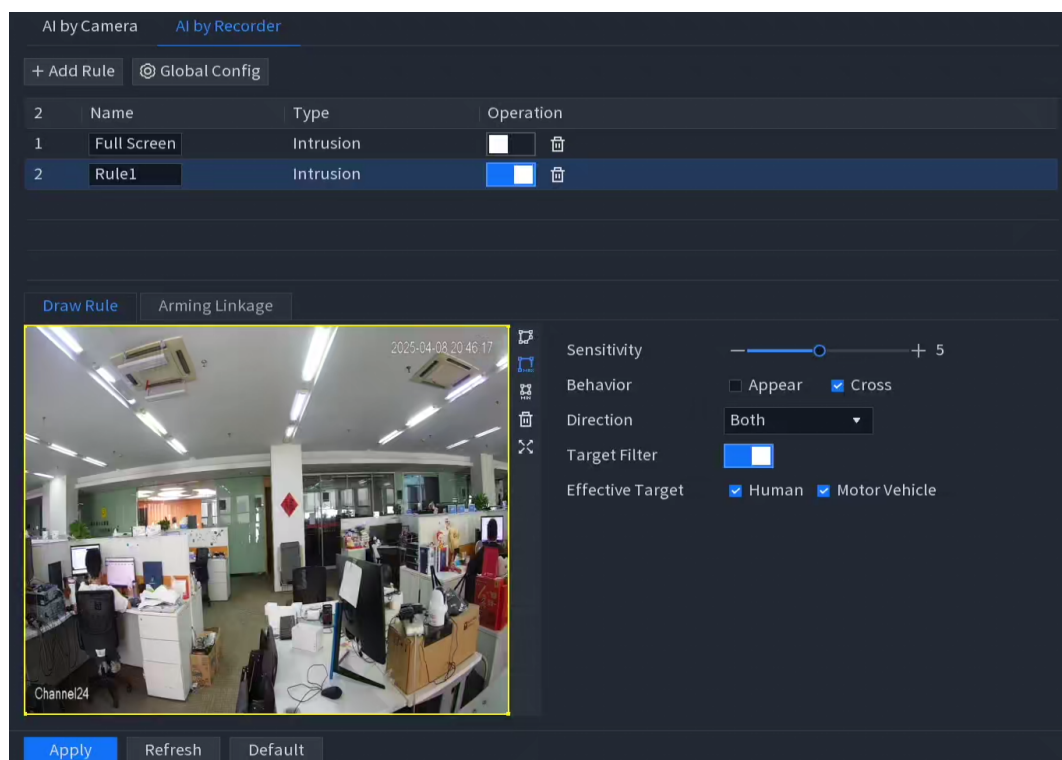 AI by Camera AI by Recorder
+ Add Rule Global Config
2 Name Type Operation
1 Full Screen Intrusion
2 Rule1 Intrusion
Draw Rule Arming Linkage
2025-04-08 20:46:17
Channel24
Sensitivity 5
Behavior Appear Cross
Direction Both
Target Filter
Effective Target Human Motor Vehicle
Apply Refresh Default